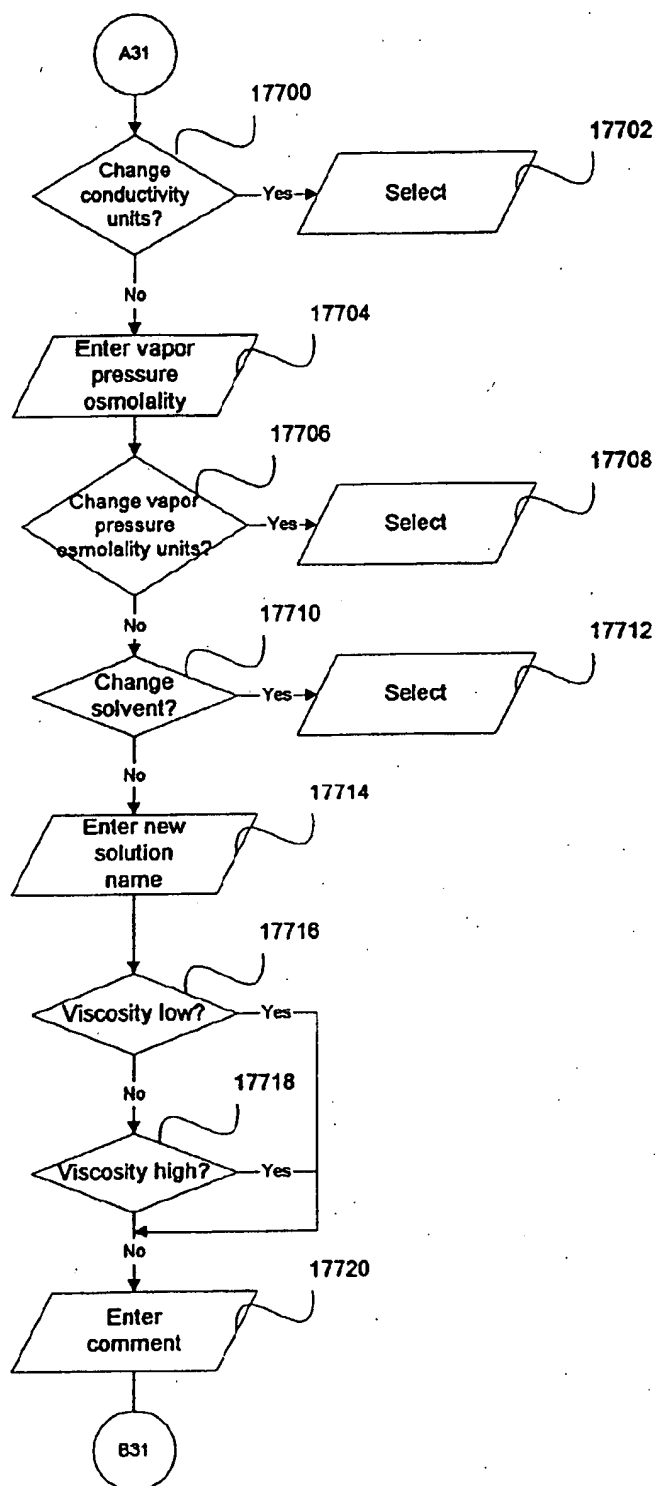 A31
17700
Change
conductivity
units?
Yes
17702
Select
No
17704
Enter vapor
pressure
osmolality
17706
Change vapor
pressure
osmolality units?
Yes
17708
Select
No
17710
Change
solvent?
Yes
17712
Select
No
17714
Enter new
solution
name
17716
Viscosity low?
Yes
No
17718
Viscosity high?
Yes
No
17720
Enter
comment
B31